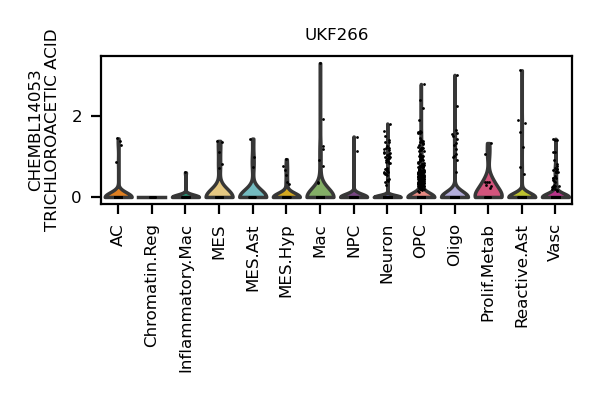 UKF266
CHEMBL14053
TRICHLOROACETIC ACID
2
0
AC
Chromatin.Reg
Inflammatory.Mac
MES
MES.Ast
MES.Hyp
Mac
NPC
Neuron
OPC
Oligo
Prolif.Metab
Reactive.Ast
Vasc